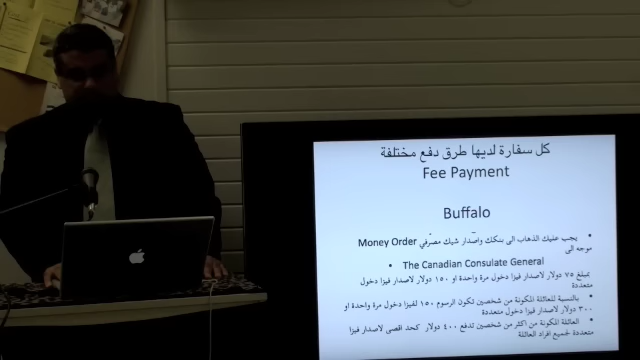 كل سفارة لديها طرق دفع مختلفة
Fee Payment
Buffalo
• يجب عليك الذهاب الى بنكك واصدار شيك مصرفي Money Order
موجه الى
• The Canadian Consulate General
بمبلغ ٧٥ دولار لاصدار فيزا دخول مرة واحدة او ١٥٠ دولار لاصدار فيزا دخول
متعددة
• بالنسبة للعائلة المكونة من شخصين تكون الرسوم ١٥٠ لفيزا دخول مرة واحدة او
٣٠٠ دولار لاصدار فيزا دخول متعددة
• العائلة المكونة من اكثر من شخصين تدفع ٤٠٠ دولار كحد اقصى لاصدار فيزا
متعددة لجميع افراد العائلة